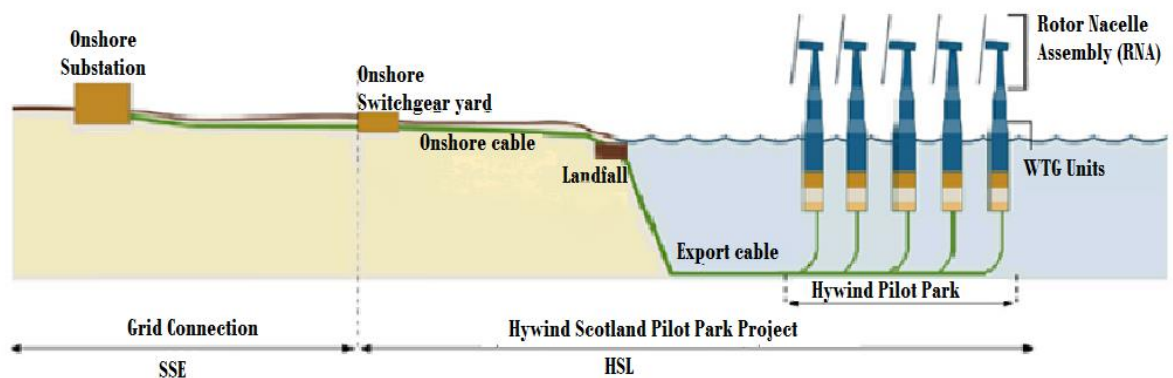 Onshore
Substation
Onshore
Switchgear yard
Onshore cable
Landfall
Export cable
Rotor Nacelle
Assembly (RNA)
WTG Units
Hywind Pilot Park
Grid Connection
Hywind Scotland Pilot Park Project
SSE
HSL